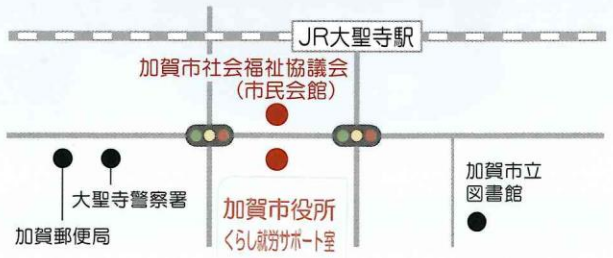 JR大聖寺駅
加賀市社会福祉協議会
(市民会館)
加賀市立
図書館
大聖寺警察署
加賀郵便局
加賀市役所
くらし就労サポート室